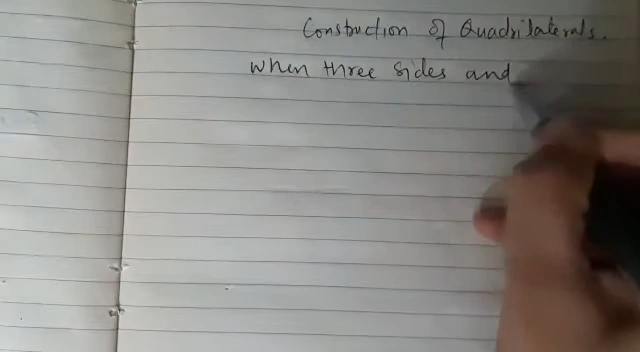 Construction of Quadrilaterals.
When three sides and